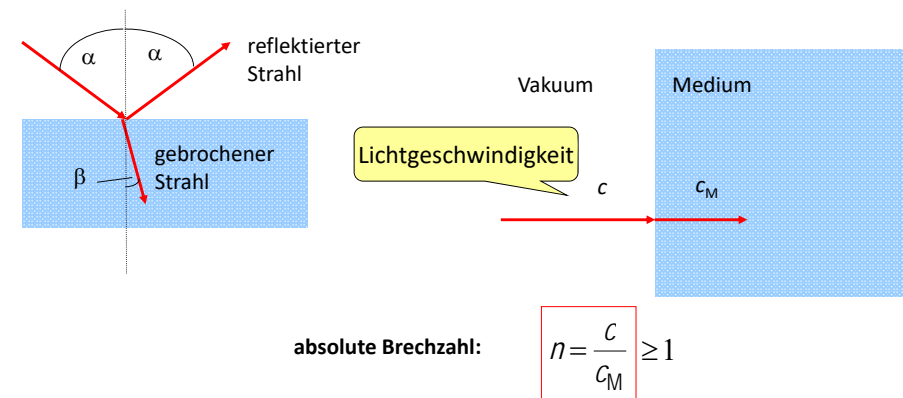 α α
reflektierter
Strahl
gebrochener
Strahl
β
Vakuum Medium
Lichtgeschwindigkeit
c c_M
absolute Brechzahl: n = c / c_M ≥ 1